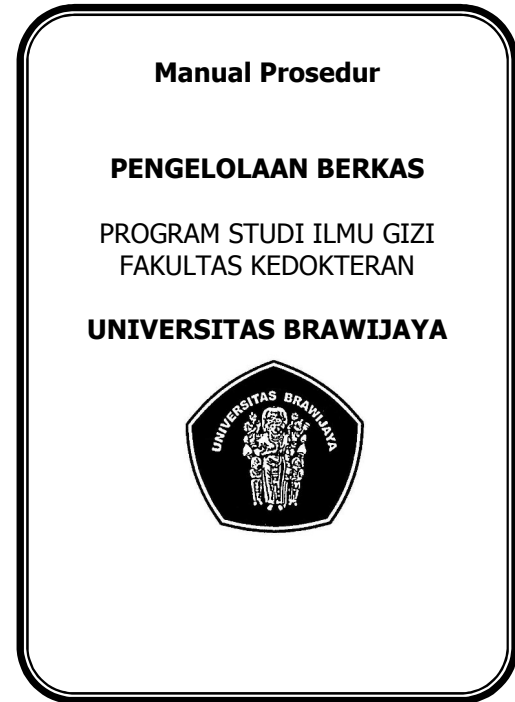 Manual Prosedur
PENGELOLAAN BERKAS
PROGRAM STUDI ILMU GIZI
FAKULTAS KEDOKTERAN
UNIVERSITAS BRAWIJAYA
UNIVERSITAS BRAWIJAYA